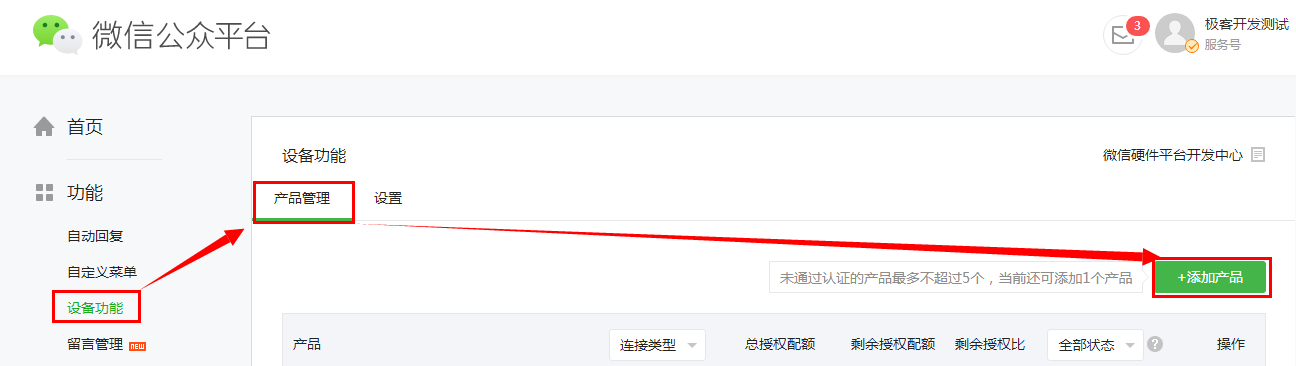 微信公众平台
3
极客开发测试
服务号
首页
功能
自动回复
自定义菜单
设备功能
留言管理 NEW
设备功能
微信硬件平台开发中心
产品管理 设置
未通过认证的产品最多不超过5个，当前还可添加1个产品
+添加产品
产品 连接类型 总授权配额 剩余授权配额 剩余授权比 全部状态 ? 操作